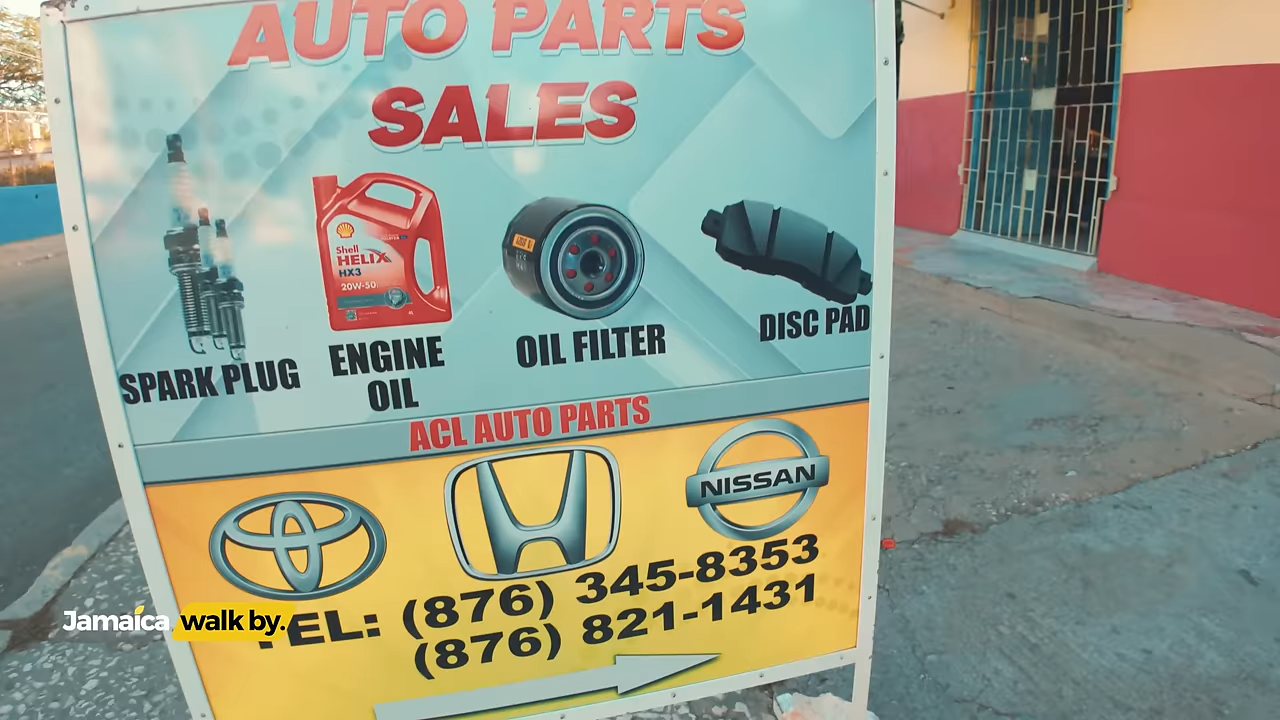 AUTO PARTS
SALES
Shell
HELIX
HX3
20W-50
SPARK PLUG
ENGINE
OIL
OIL FILTER
DISC PAD
ACL AUTO PARTS
NISSAN
TEL: (876) 345-8353
(876) 821-1431
Jamaica walk by.